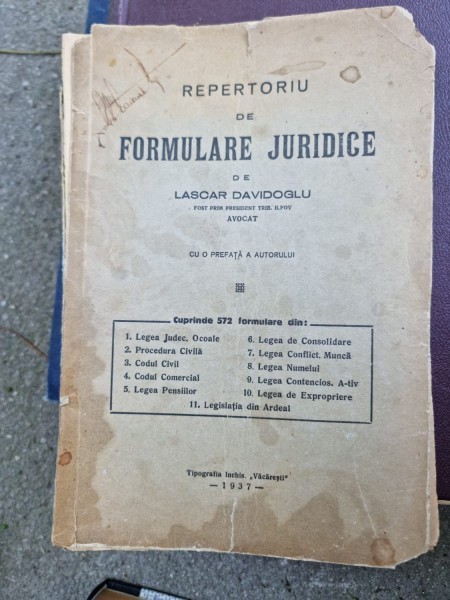 REPERTORIU
DE
FORMULARE JURIDICE
DE
LASCAR DAVIDOGLU
FOST PRIM PRESIDENT TRIB. ILFOV
AVOCAT
CU O PREFAȚĂ A AUTORULUI
Cuprinde 572 formulare din:
1. Legea Judec. Ocoale
2. Procedura Civilă
3. Codul Civil
4. Codul Comercial
5. Legea Pensiilor
6. Legea de Consolidare
7. Legea Conflict. Muncă
8. Legea Numelui
9. Legea Contencios. A-tiv
10. Legea de Expropriere
11. Legislația din Ardeal
Tipografia Inchis. „Văcărești"
— 1937 —